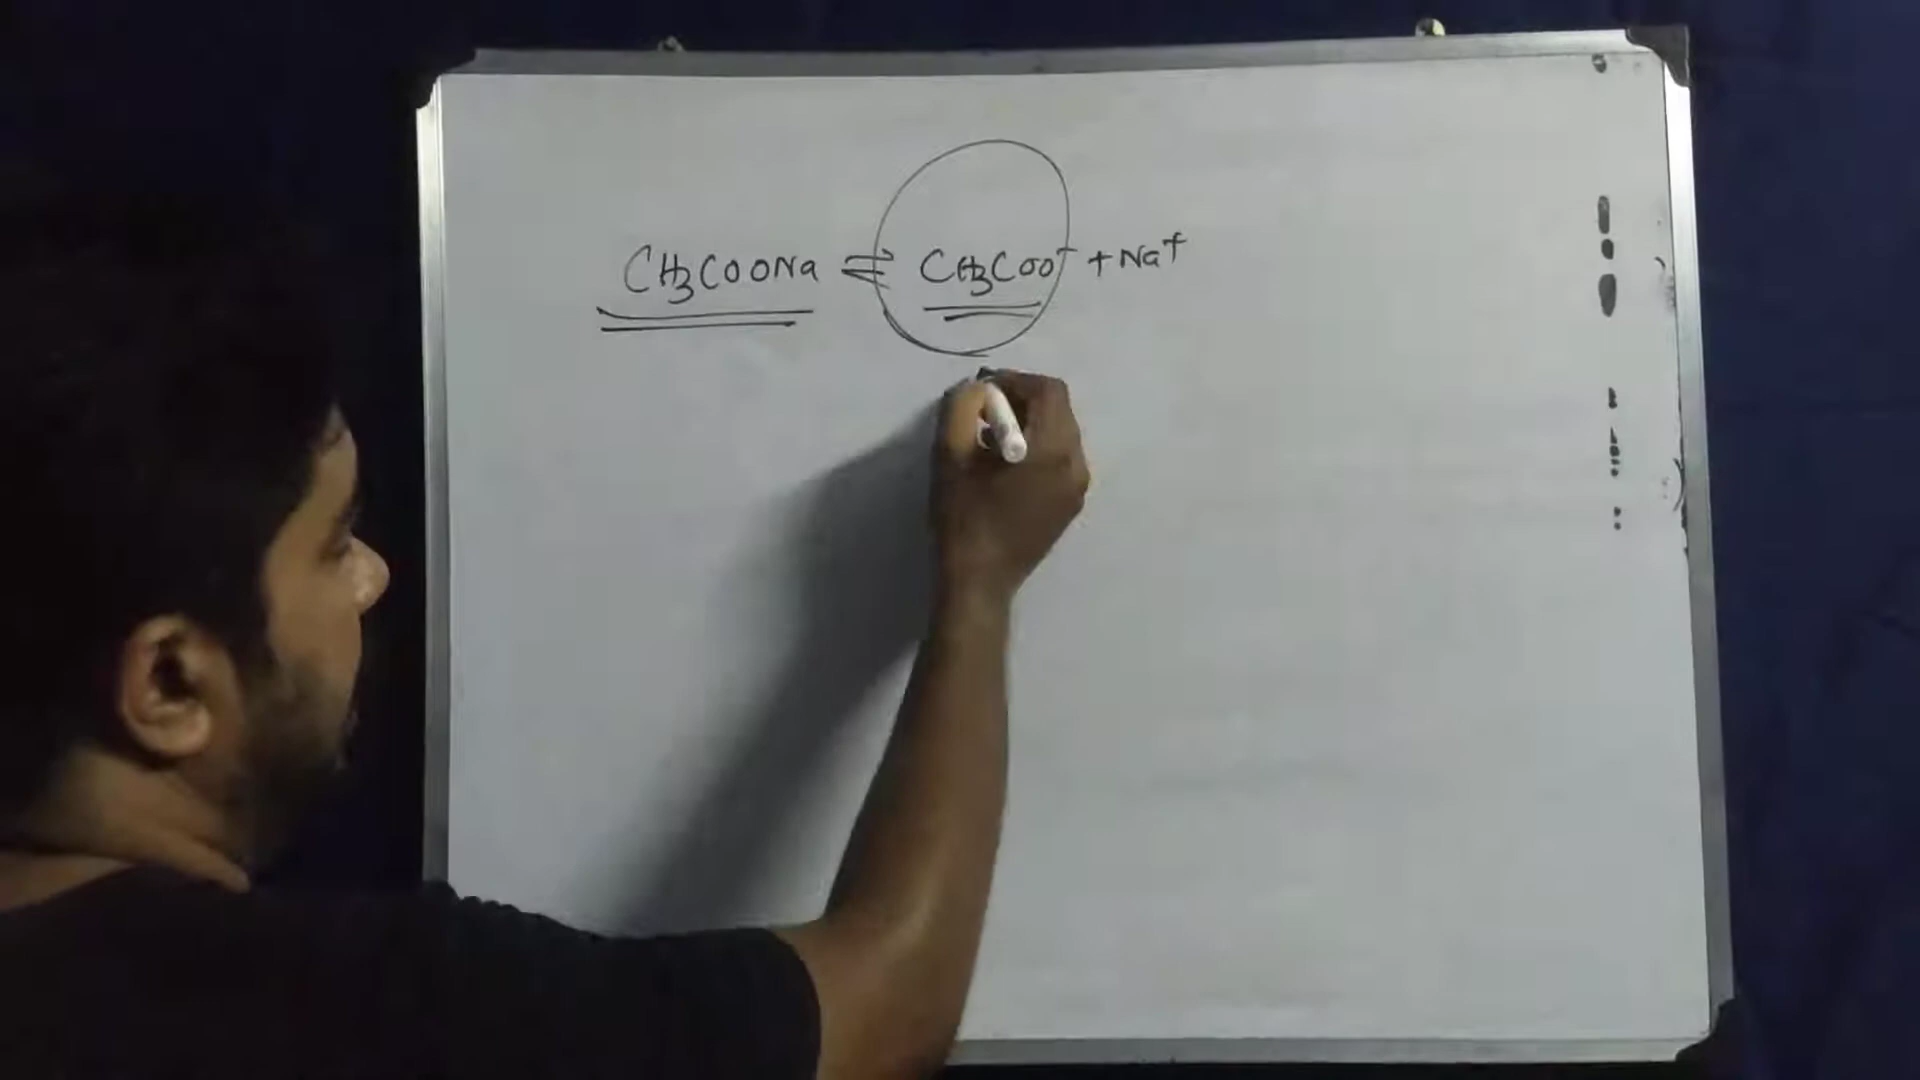 CH3COONa ⇌ CH3COO⁻ + Na⁺